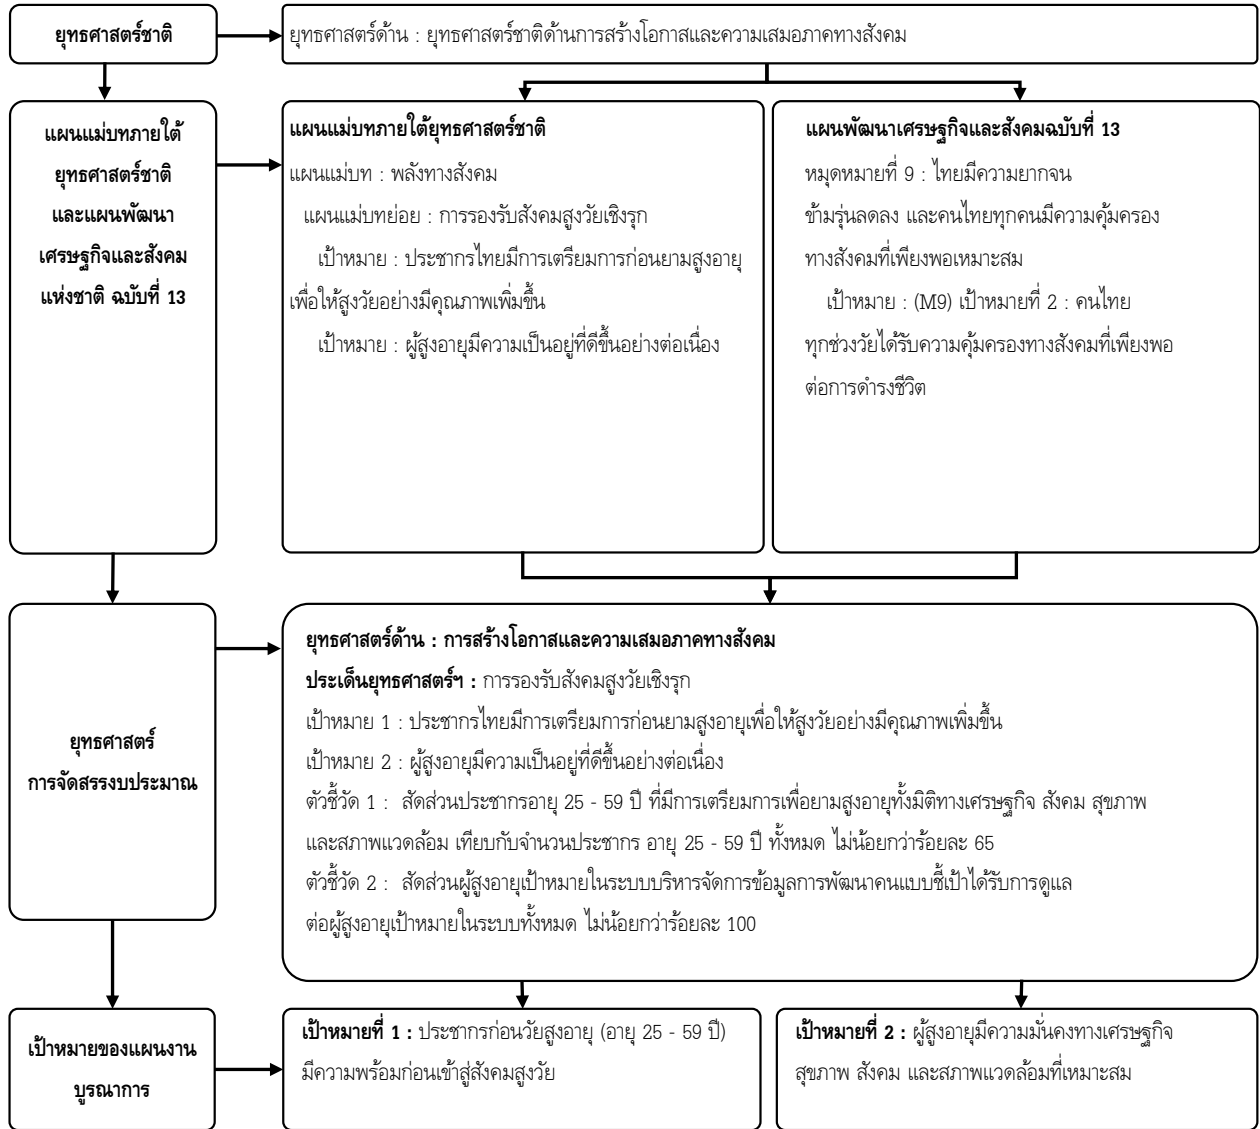 ยุทธศาสตร์ชาติ
ยุทธศาสตร์ด้าน : ยุทธศาสตร์ชาติด้านการสร้างโอกาสและความเสมอภาคทางสังคม
แผนแม่บทภายใต้
ยุทธศาสตร์ชาติ
และแผนพัฒนา
เศรษฐกิจและสังคม
แห่งชาติ ฉบับที่ 13
แผนแม่บทภายใต้ยุทธศาสตร์ชาติ
แผนแม่บท : พลังทางสังคม
แผนแม่บทย่อย : การรองรับสังคมสูงวัยเชิงรุก
เป้าหมาย : ประชากรไทยมีการเตรียมการก่อนยามสูงอายุ
เพื่อให้สูงวัยอย่างมีคุณภาพเพิ่มขึ้น
เป้าหมาย : ผู้สูงอายุมีความเป็นอยู่ที่ดีขึ้นอย่างต่อเนื่อง
แผนพัฒนาเศรษฐกิจและสังคมฉบับที่ 13
หมุดหมายที่ 9 : ไทยมีความยากจน
ข้ามรุ่นลดลง และคนไทยทุกคนมีความคุ้มครอง
ทางสังคมที่เพียงพอเหมาะสม
เป้าหมาย : (M9) เป้าหมายที่ 2 : คนไทย
ทุกช่วงวัยได้รับความคุ้มครองทางสังคมที่เพียงพอ
ต่อการดำรงชีวิต
ยุทธศาสตร์
การจัดสรรงบประมาณ
ยุทธศาสตร์ด้าน : การสร้างโอกาสและความเสมอภาคทางสังคม
ประเด็นยุทธศาสตร์ฯ : การรองรับสังคมสูงวัยเชิงรุก
เป้าหมาย 1 : ประชากรไทยมีการเตรียมการก่อนยามสูงอายุเพื่อให้สูงวัยอย่างมีคุณภาพเพิ่มขึ้น
เป้าหมาย 2 : ผู้สูงอายุมีความเป็นอยู่ที่ดีขึ้นอย่างต่อเนื่อง
ตัวชี้วัด 1 : สัดส่วนประชากรอายุ 25 - 59 ปี ที่มีการเตรียมการเพื่อยามสูงอายุทั้งมิติทางเศรษฐกิจ สังคม สุขภาพ
และสภาพแวดล้อม เทียบกับจำนวนประชากร อายุ 25 - 59 ปี ทั้งหมด ไม่น้อยกว่าร้อยละ 65
ตัวชี้วัด 2 : สัดส่วนผู้สูงอายุเป้าหมายในระบบบริหารจัดการข้อมูลการพัฒนาคนแบบชี้เป้าได้รับการดูแล
ต่อผู้สูงอายุเป้าหมายในระบบทั้งหมด ไม่น้อยกว่าร้อยละ 100
เป้าหมายของแผนงาน
บูรณาการ
เป้าหมายที่ 1 : ประชากรก่อนวัยสูงอายุ (อายุ 25 - 59 ปี)
มีความพร้อมก่อนเข้าสู่สังคมสูงวัย
เป้าหมายที่ 2 : ผู้สูงอายุมีความมั่นคงทางเศรษฐกิจ
สุขภาพ สังคม และสภาพแวดล้อมที่เหมาะสม